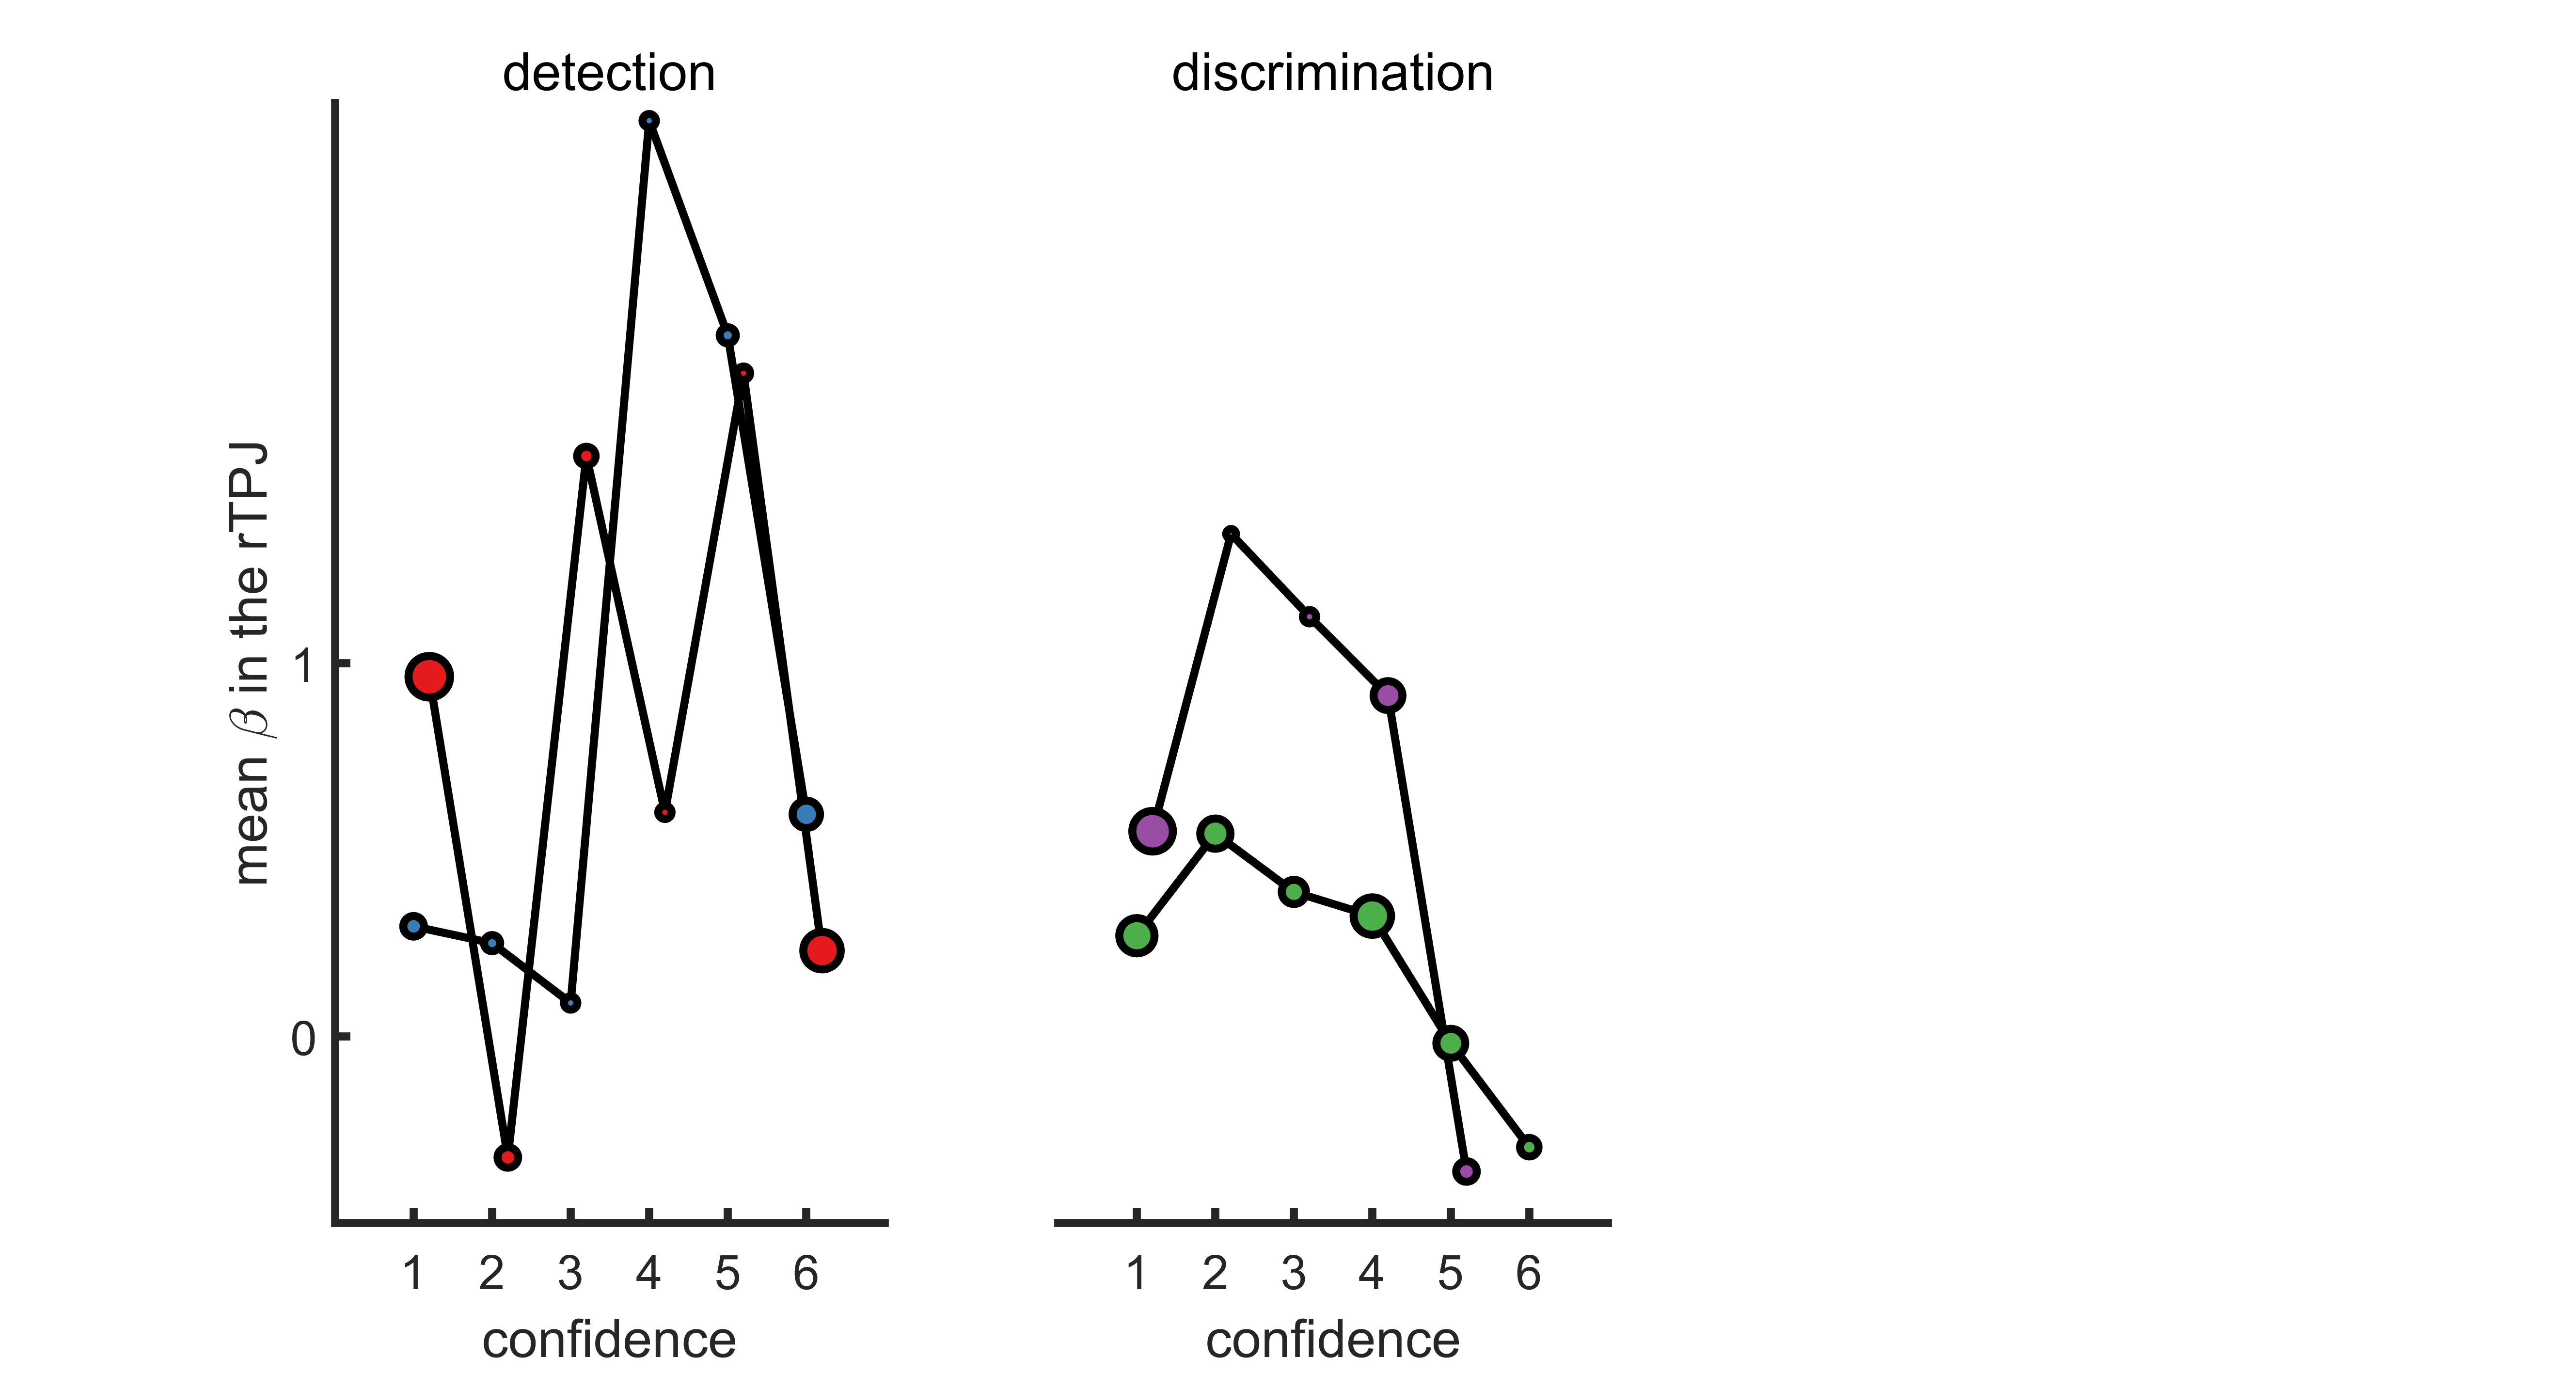 detection
discrimination
mean β in the rTPJ
1
0
1 2 3 4 5 6
1 2 3 4 5 6
confidence
confidence